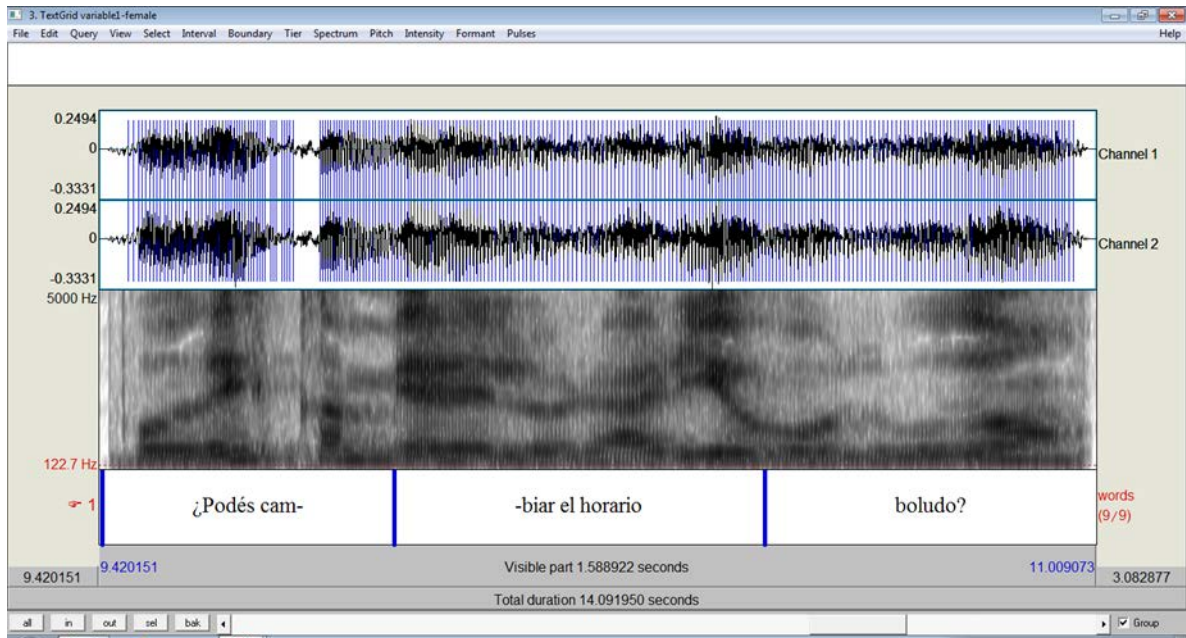 3. TextGrid variable1-female
File Edit Query View Select Interval Boundary Tier Spectrum Pitch Intensity Formant Pulses Help
0.2494
0
-0.3331
Channel 1
0.2494
0
-0.3331
Channel 2
5000 Hz
122.7 Hz
1 ¿Podés cam- -biar el horario boludo? words
(9/9)
9.420151 9.420151 Visible part 1.588922 seconds 11.009073 3.082877
Total duration 14.091950 seconds
all in out sel bak Group